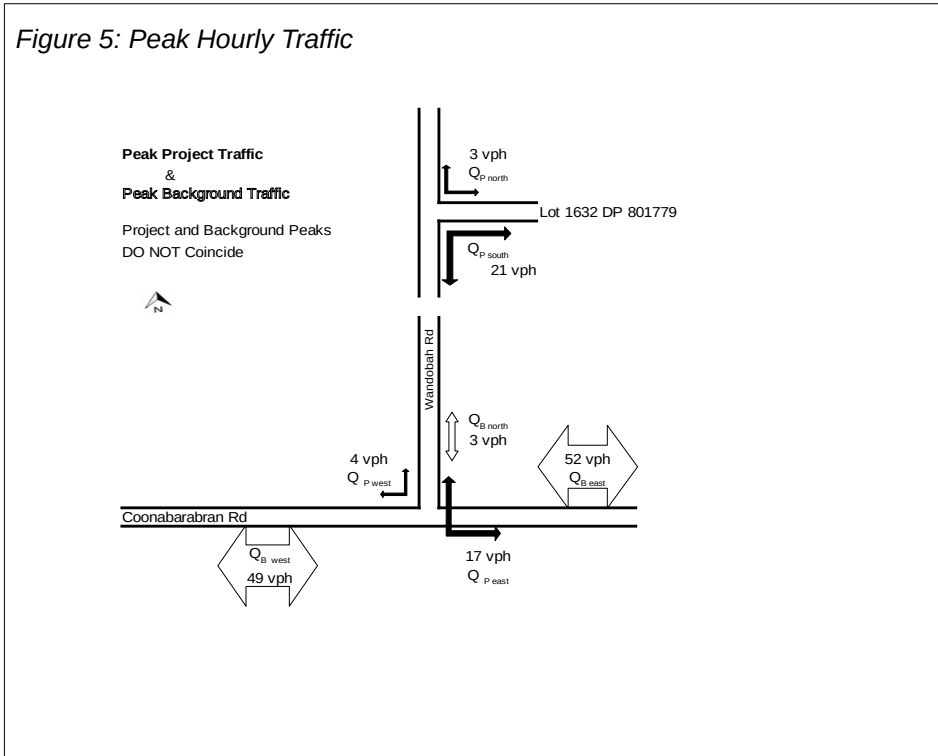 Figure 5: Peak Hourly Traffic
Peak Project Traffic
&
Peak Background Traffic
Project and Background Peaks
DO NOT Coincide
N
3 vph
QP north
Lot 1632 DP 801779
QP south
21 vph
Wandobah Rd
QB north
3 vph
4 vph
Q P west
52 vph
QB east
Coonabarabran Rd
QB west
49 vph
17 vph
Q P east